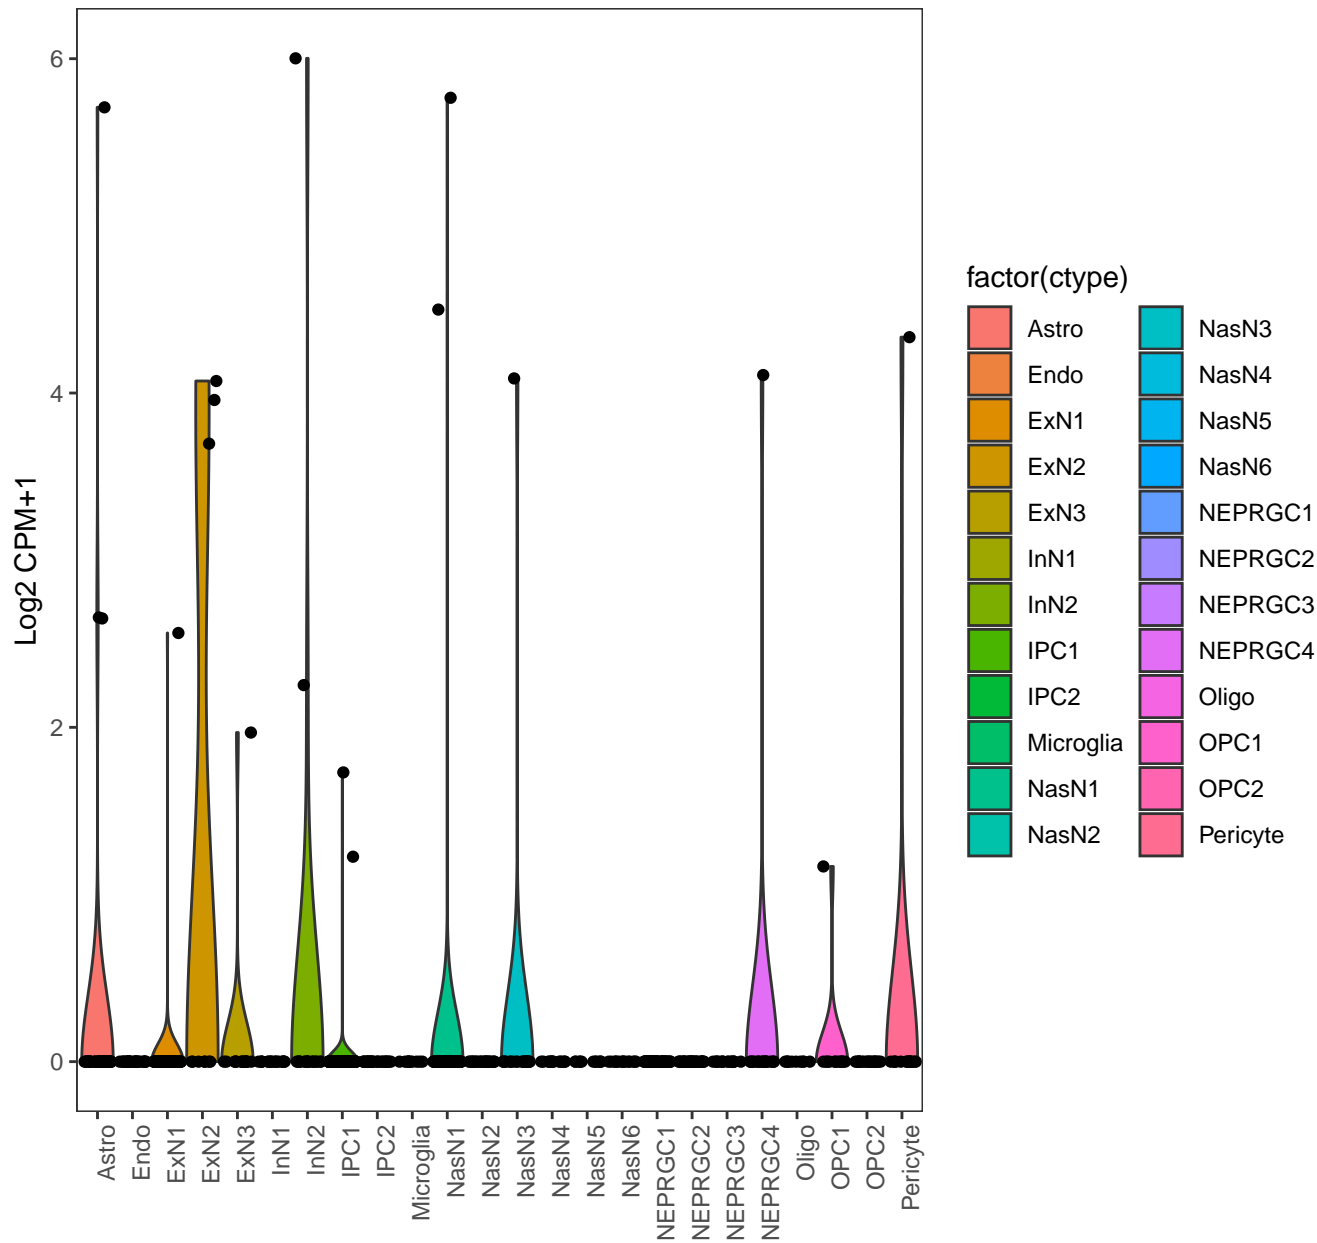 6
4
2
0
Log2 CPM+1
Astro
Endo
ExN1
ExN2
ExN3
InN1
InN2
IPC1
IPC2
Microglia
NasN1
NasN2
NasN3
NasN4
NasN5
NasN6
NEPRGC1
NEPRGC2
NEPRGC3
NEPRGC4
Oligo
OPC1
OPC2
Pericyte
factor(ctype)
Astro
Endo
ExN1
ExN2
ExN3
InN1
InN2
IPC1
IPC2
Microglia
NasN1
NasN2
NasN3
NasN4
NasN5
NasN6
NEPRGC1
NEPRGC2
NEPRGC3
NEPRGC4
Oligo
OPC1
OPC2
Pericyte